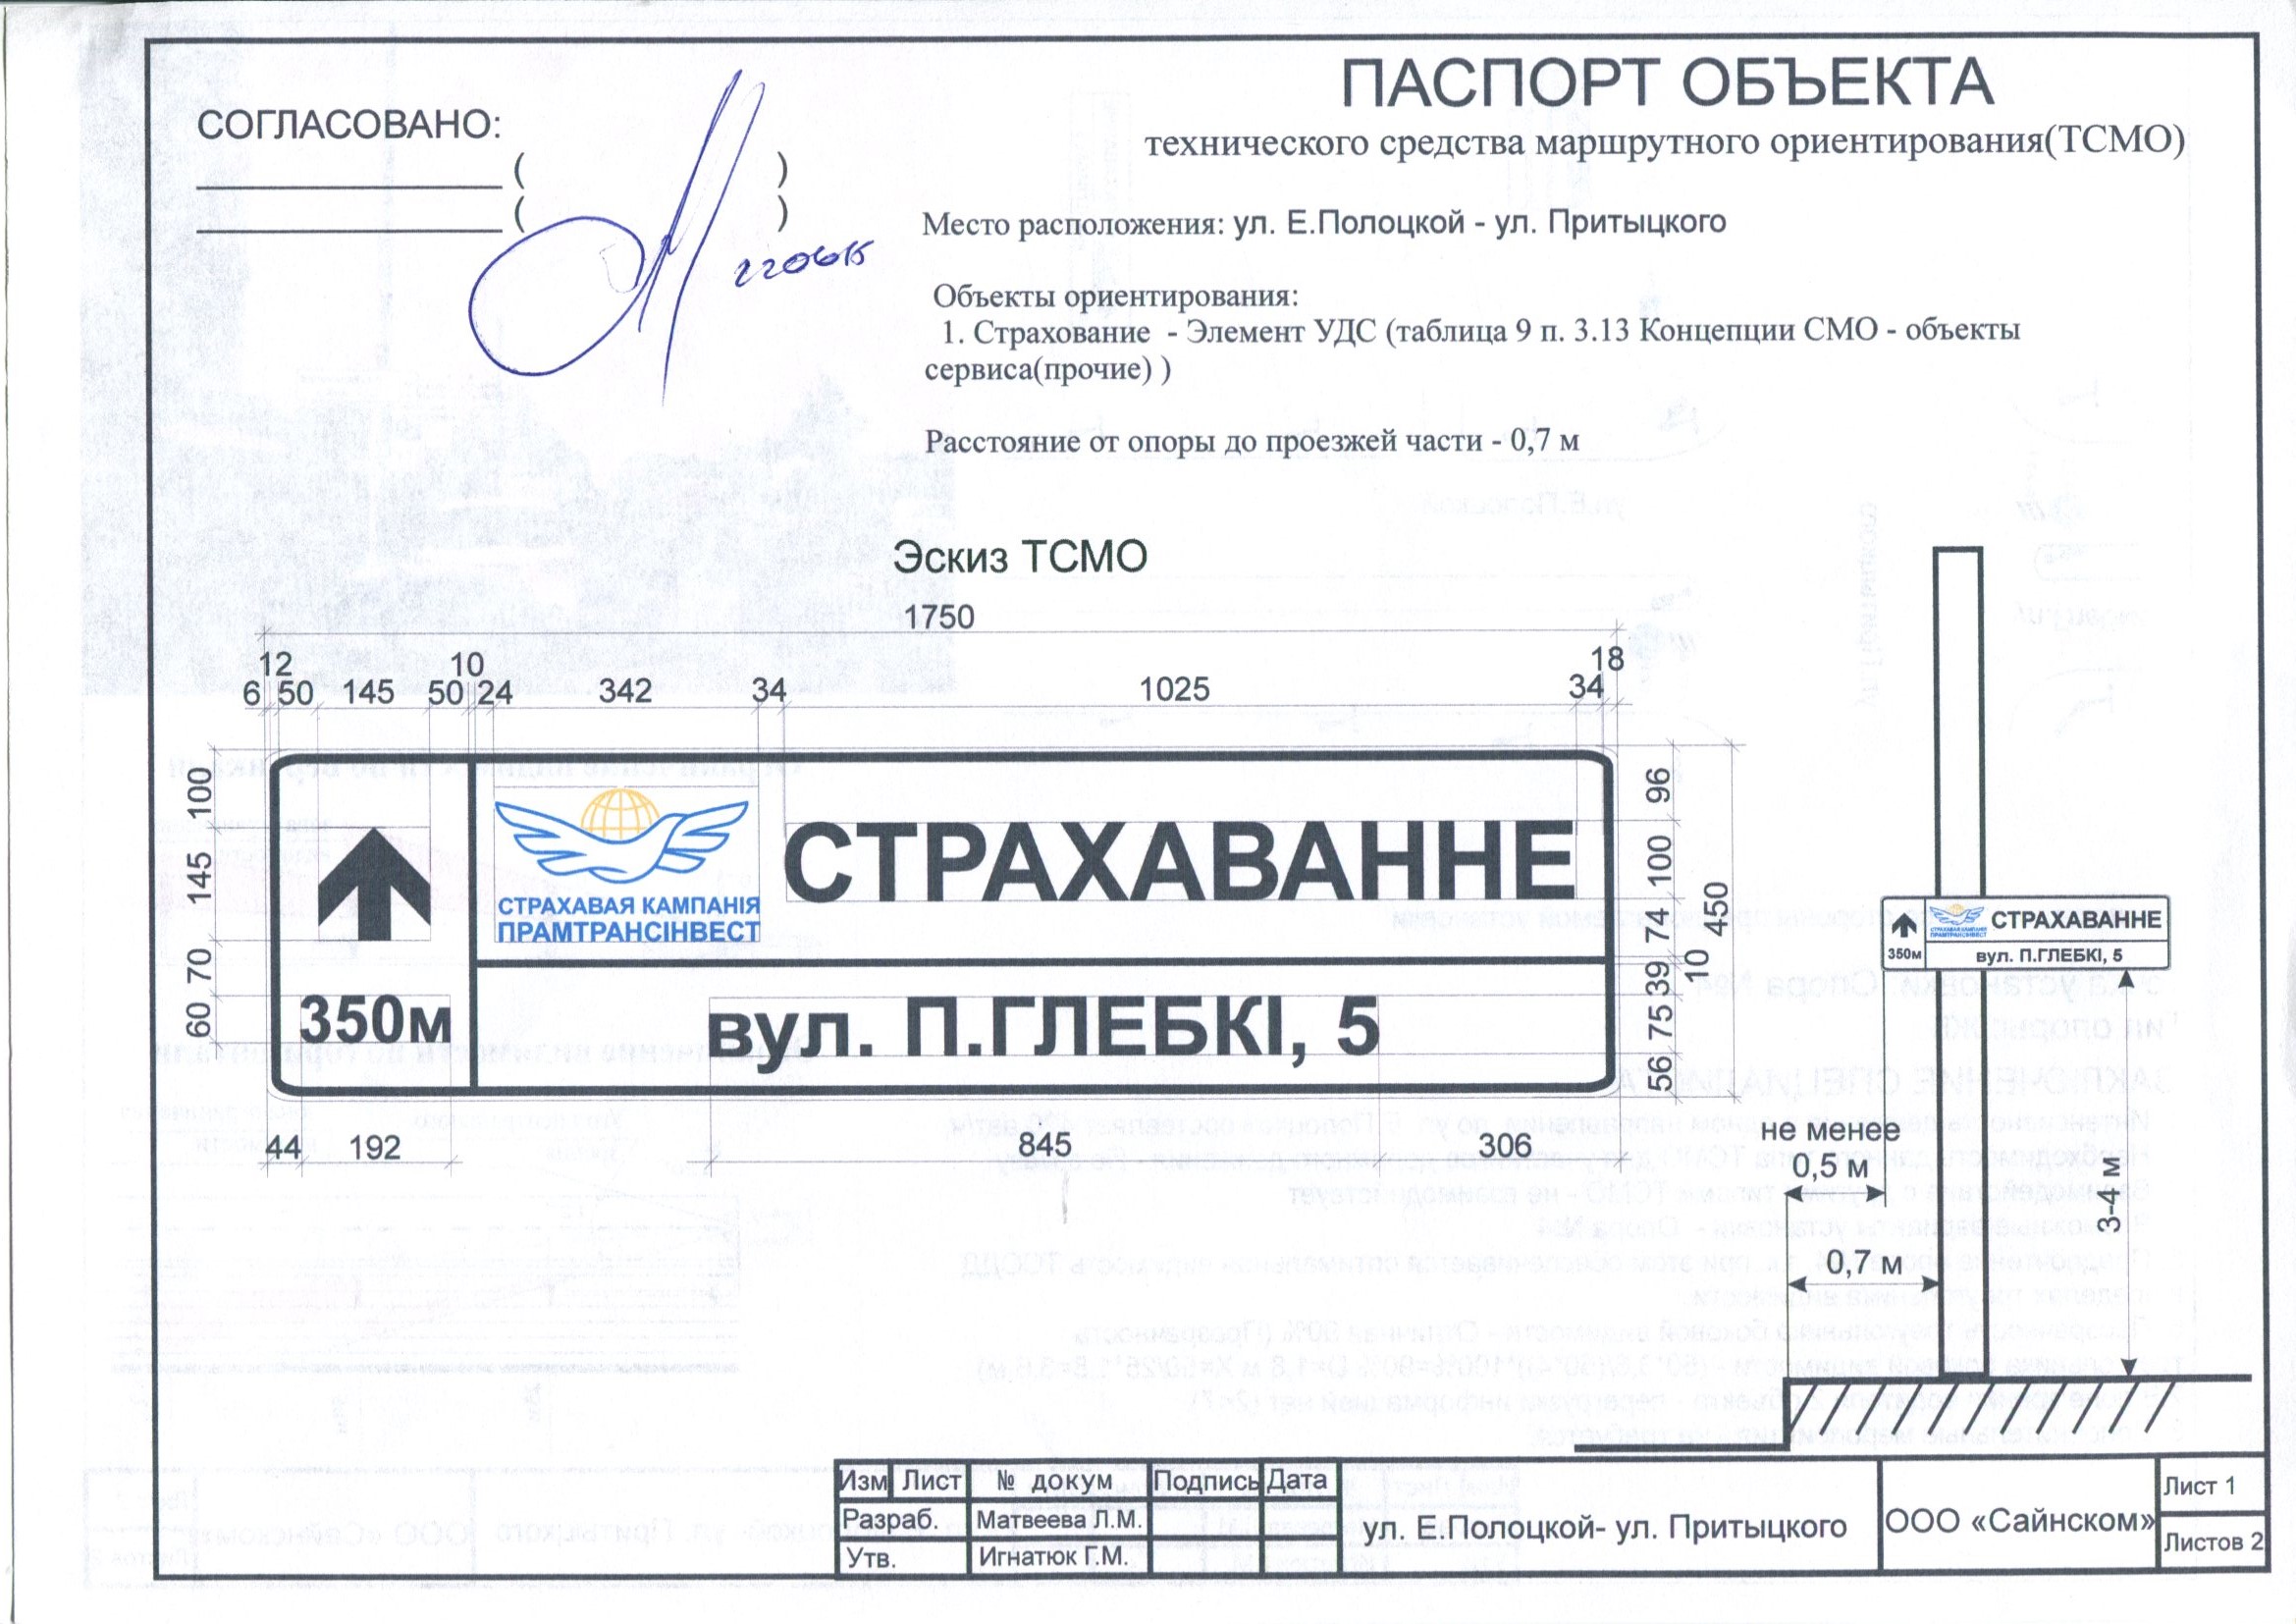 ПАСПОРТ ОБЪЕКТА
технического средства маршрутного ориентирования(ТСМО)
СОГЛАСОВАНО:
( )
( )
220615
Место расположения: ул. Е.Полоцкой - ул. Притыцкого
Объекты ориентирования:
1. Страхование - Элемент УДС (таблица 9 п. 3.13 Концепции СМО - объекты
сервиса(прочие) )
Расстояние от опоры до проезжей части - 0,7 м
Эскиз ТСМО
1750
12 10 18
6 50 145 50 24 342 34 1025 34
100 145 70 60
СТРАХАВАЯ КАМПАНІЯ
ПРАМТРАНСІНВЕСТ
СТРАХАВАННЕ
350м
вул. П.ГЛЕБКІ, 5
96 100 74 39 75 56
10
450
44 192 845 306
СТРАХАВАЯ КАМПАНІЯ
ПРАМТРАНСІНВЕСТ
СТРАХАВАННЕ
350м
вул. П.ГЛЕБКІ, 5
не менее
0,5 м
0,7 м
3-4 м
Изм Лист № докум Подпись Дата
Разраб. Матвеева Л.М.
Утв. Игнатюк Г.М.
ул. Е.Полоцкой- ул. Притыцкого
ООО «Сайнском»
Лист 1
Листов 2